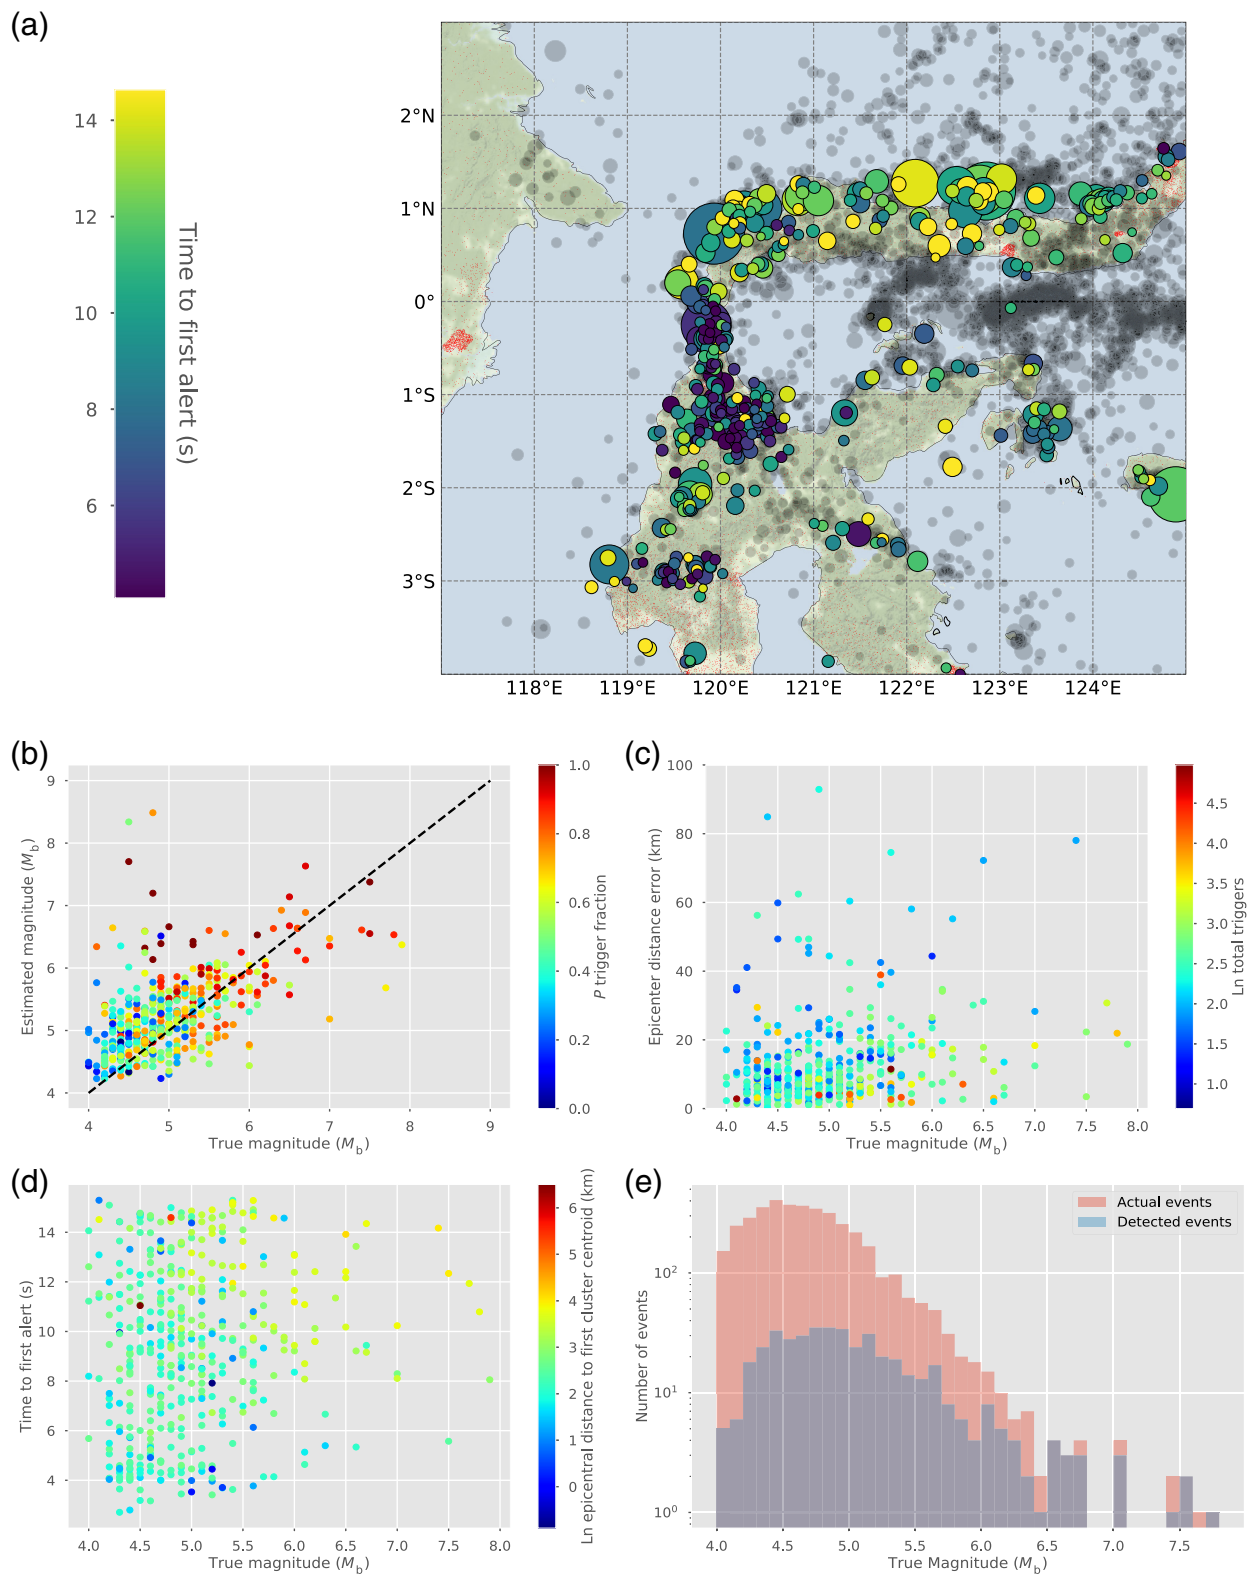 (a)
14
12
10
8
6
Time to first alert (s)
2°N
1°N
0°
1°S
2°S
3°S
118°E
119°E
120°E
121°E
122°E
123°E
124°E
(b)
9
8
7
6
5
4
Estimated magnitude (Mb)
4
5
6
7
8
9
True magnitude (Mb)
1.0
0.8
0.6
0.4
0.2
0.0
P trigger fraction
(c)
100
80
60
40
20
0
Epicenter distance error (km)
4.0
4.5
5.0
5.5
6.0
6.5
7.0
7.5
8.0
True magnitude (Mb)
4.5
4.0
3.5
3.0
2.5
2.0
1.5
1.0
Ln total triggers
(d)
14
12
10
8
6
4
Time to first alert (s)
4.0
4.5
5.0
5.5
6.0
6.5
7.0
7.5
8.0
True magnitude (Mb)
6
5
4
3
2
1
0
Ln epicentral distance to first cluster centroid (km)
(e)
Actual events
Detected events
10²
10¹
10⁰
Number of events
4.0
4.5
5.0
5.5
6.0
6.5
7.0
7.5
True Magnitude (Mb)